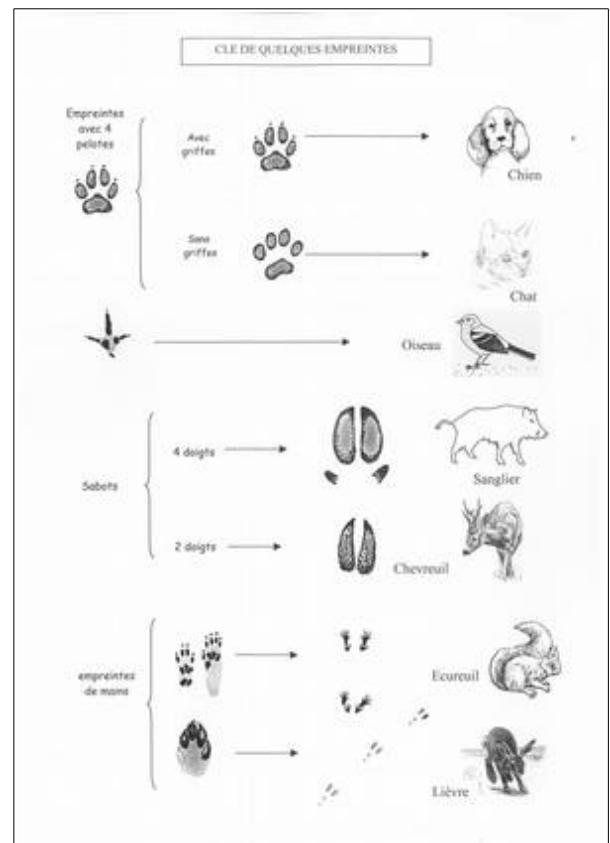 CLE DE QUELQUES EMPREINTES
Empreintes
avec 4
pelotes
Avec
griffes
Chien
Sans
griffes
Chat
Oiseau
Sabots
4 doigts
Sanglier
2 doigts
Chevreuil
empreintes
de mains
Ecureuil
Lièvre